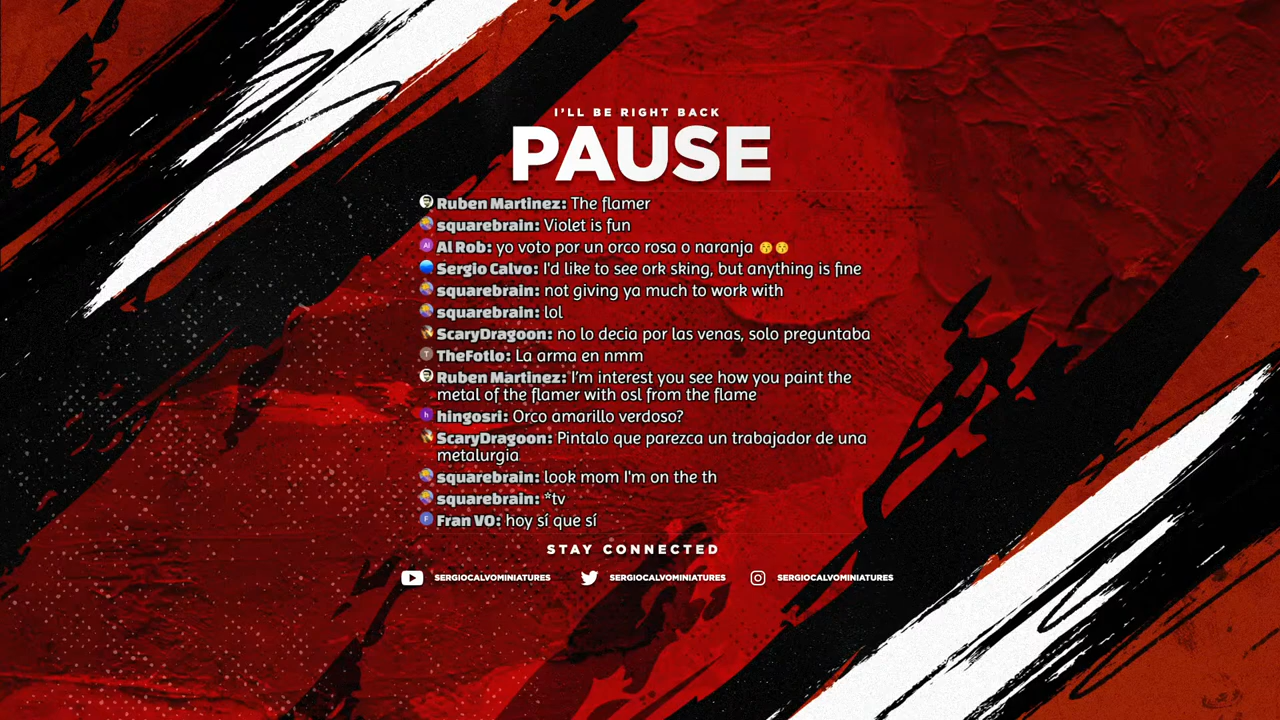 I'LL BE RIGHT BACK
PAUSE
Ruben Martinez: The flamer
squarebrain: Violet is fun
Al Rob: yo voto por un orco rosa o naranja 😚😚
Sergio Calvo: I'd like to see ork sking, but anything is fine
squarebrain: not giving ya much to work with
squarebrain: lol
ScaryDragoon: no lo decia por las venas, solo preguntaba
T TheFotlo: La arma en nmm
Ruben Martinez: I'm interest you see how you paint the
metal of the flamer with osl from the flame
h hingosri: Orco amarillo verdoso?
ScaryDragoon: Pintalo que parezca un trabajador de una
metalurgia
squarebrain: look mom I'm on the th
squarebrain: *tv
F Fran VO: hoy sí que sí
STAY CONNECTED
SERGIOCALVOMINIATURES SERGIOCALVOMINIATURES SERGIOCALVOMINIATURES